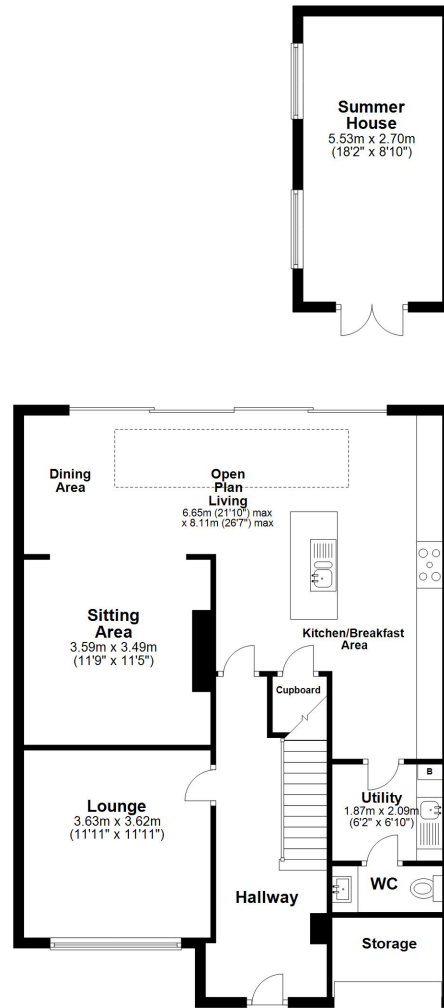 Summer
House
5.53m x 2.70m
(18'2" x 8'10")
Dining
Area
Open
Plan
Living
6.65m (21'10") max
x 8.11m (26'7") max
Kitchen/Breakfast
Area
Sitting
Area
3.59m x 3.49m
(11'9" x 11'5")
Cupboard
B
Utility
1.87m x 2.09m
(6'2" x 6'10")
Lounge
3.63m x 3.62m
(11'11" x 11'11")
WC
Hallway
Storage